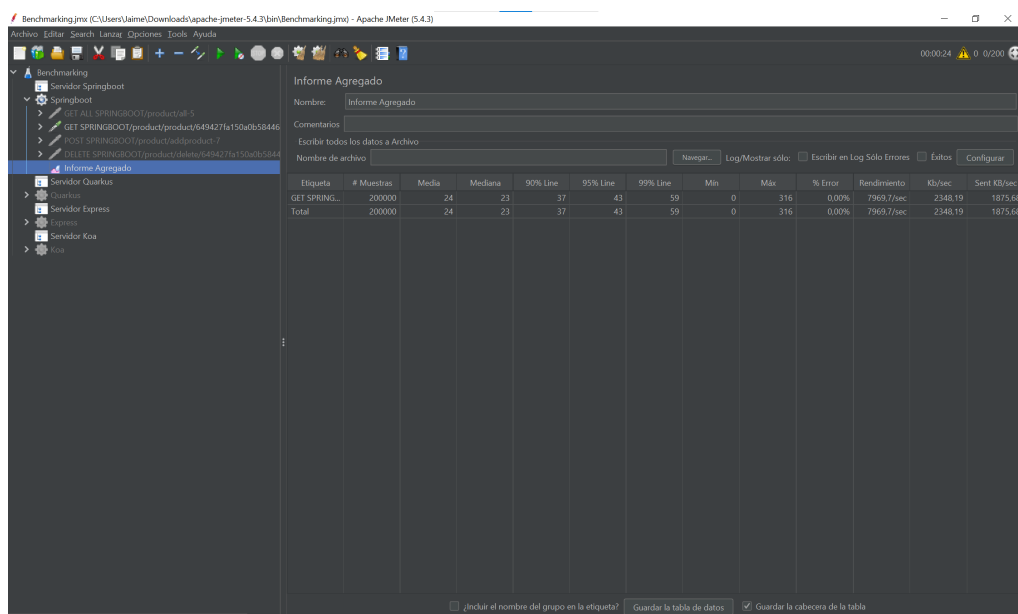 Benchmarking.jmx (C:\Users\Jaime\Downloads\apache-jmeter-5.4.3\bin\Benchmarking.jmx) - Apache JMeter (5.4.3)
Archivo Editar Search Lanzar Opciones Tools Ayuda
00:00:24 0 0/200
Benchmarking
Servidor Springboot
Springboot
GET ALL SPRINGBOOT/product/all-5
GET SPRINGBOOT/product/product/649427fa150a0b58446
POST SPRINGBOOT/product/addproduct-7
DELETE SPRINGBOOT/product/delete/649427fa150a0b5844
Informe Agregado
Servidor Quarkus
Quarkus
Servidor Express
Express
Servidor Koa
Koa
Informe Agregado
Nombre: Informe Agregado
Comentarios
Escribir todos los datos a Archivo
Nombre de archivo Navegar... Log/Mostrar sólo: Escribir en Log Sólo Errores Éxitos Configurar
Etiqueta # Muestras Media Mediana 90% Line 95% Line 99% Line Mín Máx % Error Rendimiento Kb/sec Sent KB/sec
GET SPRING... 200000 24 23 37 43 59 0 316 0,00% 7969,7/sec 2348,19 1875,68
Total 200000 24 23 37 43 59 0 316 0,00% 7969,7/sec 2348,19 1875,68
¿Incluir el nombre del grupo en la etiqueta? Guardar la tabla de datos Guardar la cabecera de la tabla